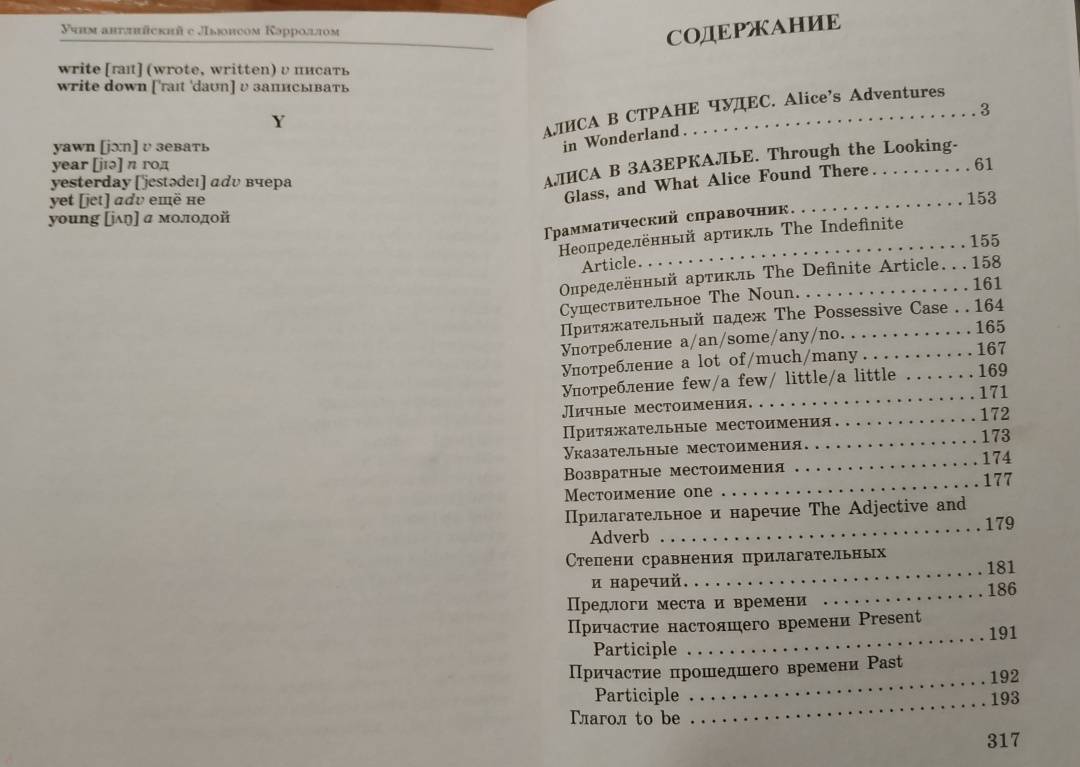 Учим английский с Льюисом Кэрроллом
write [raɪt] (wrote, written) v писать
write down [ˈraɪt ˈdaʊn] v записывать
Y
yawn [jɔːn] v зевать
year [jɪə] n год
yesterday [ˈjestədeɪ] adv вчера
yet [jet] adv ещё не
young [jʌŋ] a молодой
СОДЕРЖАНИЕ
АЛИСА В СТРАНЕ ЧУДЕС. Alice's Adventures
in Wonderland . . . . . . . . . . . . . . . . . . . . . . . . . . . . 3
АЛИСА В ЗАЗЕРКАЛЬЕ. Through the Looking-
Glass, and What Alice Found There . . . . . . . . . . 61
Грамматический справочник. . . . . . . . . . . . . . . . . 153
Неопределённый артикль The Indefinite
Article. . . . . . . . . . . . . . . . . . . . . . . . . . . . . . . . 155
Определённый артикль The Definite Article. . . 158
Существительное The Noun. . . . . . . . . . . . . . . . . 161
Притяжательный падеж The Possessive Case . . 164
Употребление a/an/some/any/no. . . . . . . . . . . . . 165
Употребление a lot of/much/many . . . . . . . . . . . 167
Употребление few/a few/ little/a little . . . . . . . 169
Личные местоимения. . . . . . . . . . . . . . . . . . . . . . 171
Притяжательные местоимения. . . . . . . . . . . . . . 172
Указательные местоимения. . . . . . . . . . . . . . . . . 173
Возвратные местоимения . . . . . . . . . . . . . . . . . . 174
Местоимение one . . . . . . . . . . . . . . . . . . . . . . . . . 177
Прилагательное и наречие The Adjective and
Adverb . . . . . . . . . . . . . . . . . . . . . . . . . . . . . . . 179
Степени сравнения прилагательных
и наречий. . . . . . . . . . . . . . . . . . . . . . . . . . . . . 181
Предлоги места и времени . . . . . . . . . . . . . . . . 186
Причастие настоящего времени Present
Participle . . . . . . . . . . . . . . . . . . . . . . . . . . . . . 191
Причастие прошедшего времени Past
Participle . . . . . . . . . . . . . . . . . . . . . . . . . . . . . 192
Глагол to be . . . . . . . . . . . . . . . . . . . . . . . . . . . . . 193
317